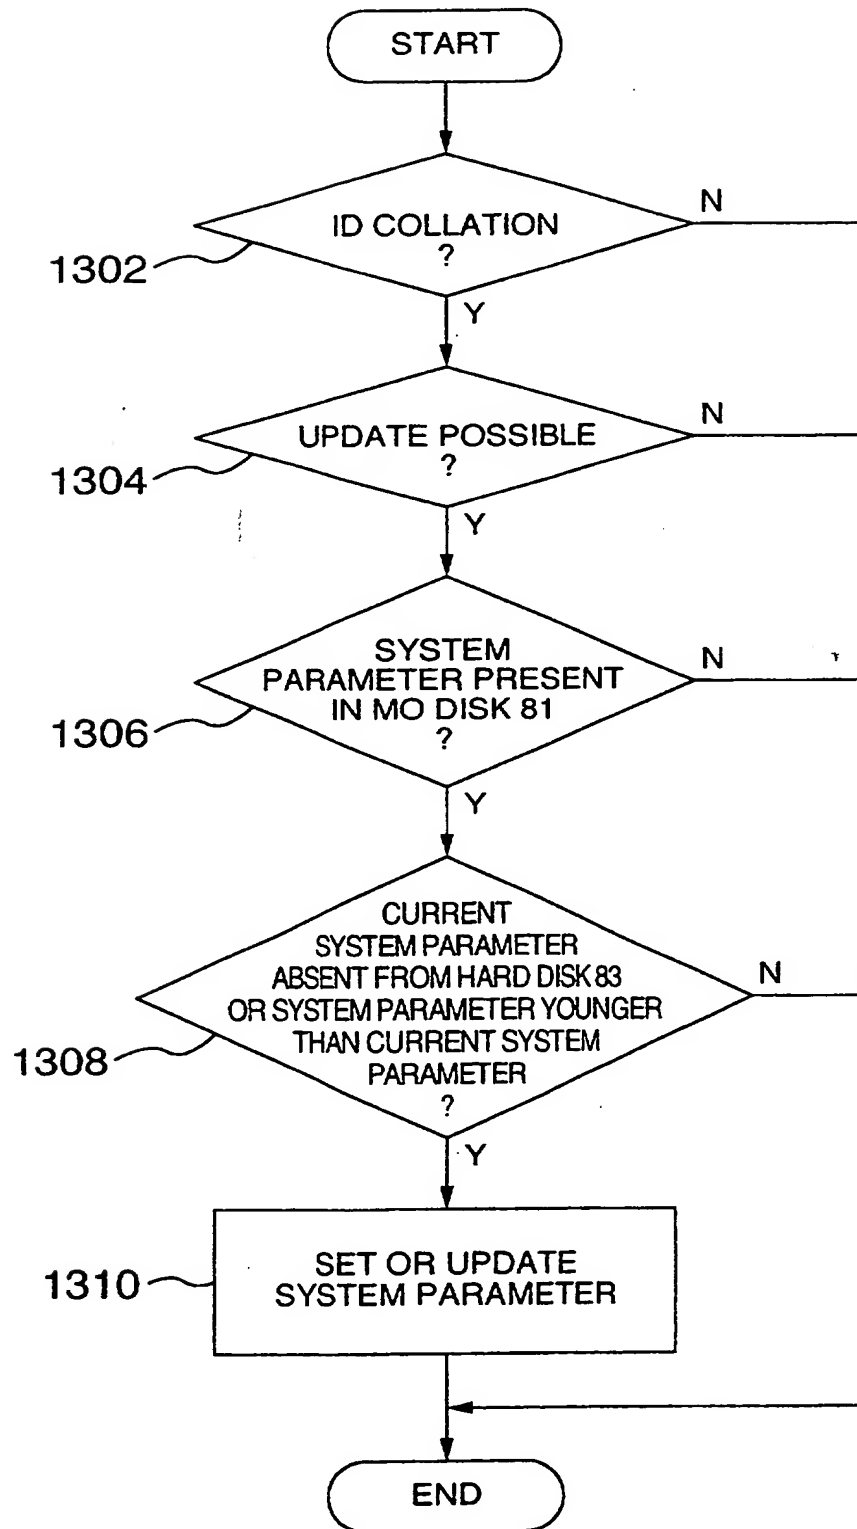 START
ID COLLATION
?
N
1302
Y
UPDATE POSSIBLE
?
N
1304
Y
SYSTEM
PARAMETER PRESENT
IN MO DISK 81
?
N
1306
Y
CURRENT
SYSTEM PARAMETER
ABSENT FROM HARD DISK 83
OR SYSTEM PARAMETER YOUNGER
THAN CURRENT SYSTEM
PARAMETER
?
N
1308
Y
SET OR UPDATE
SYSTEM PARAMETER
1310
END